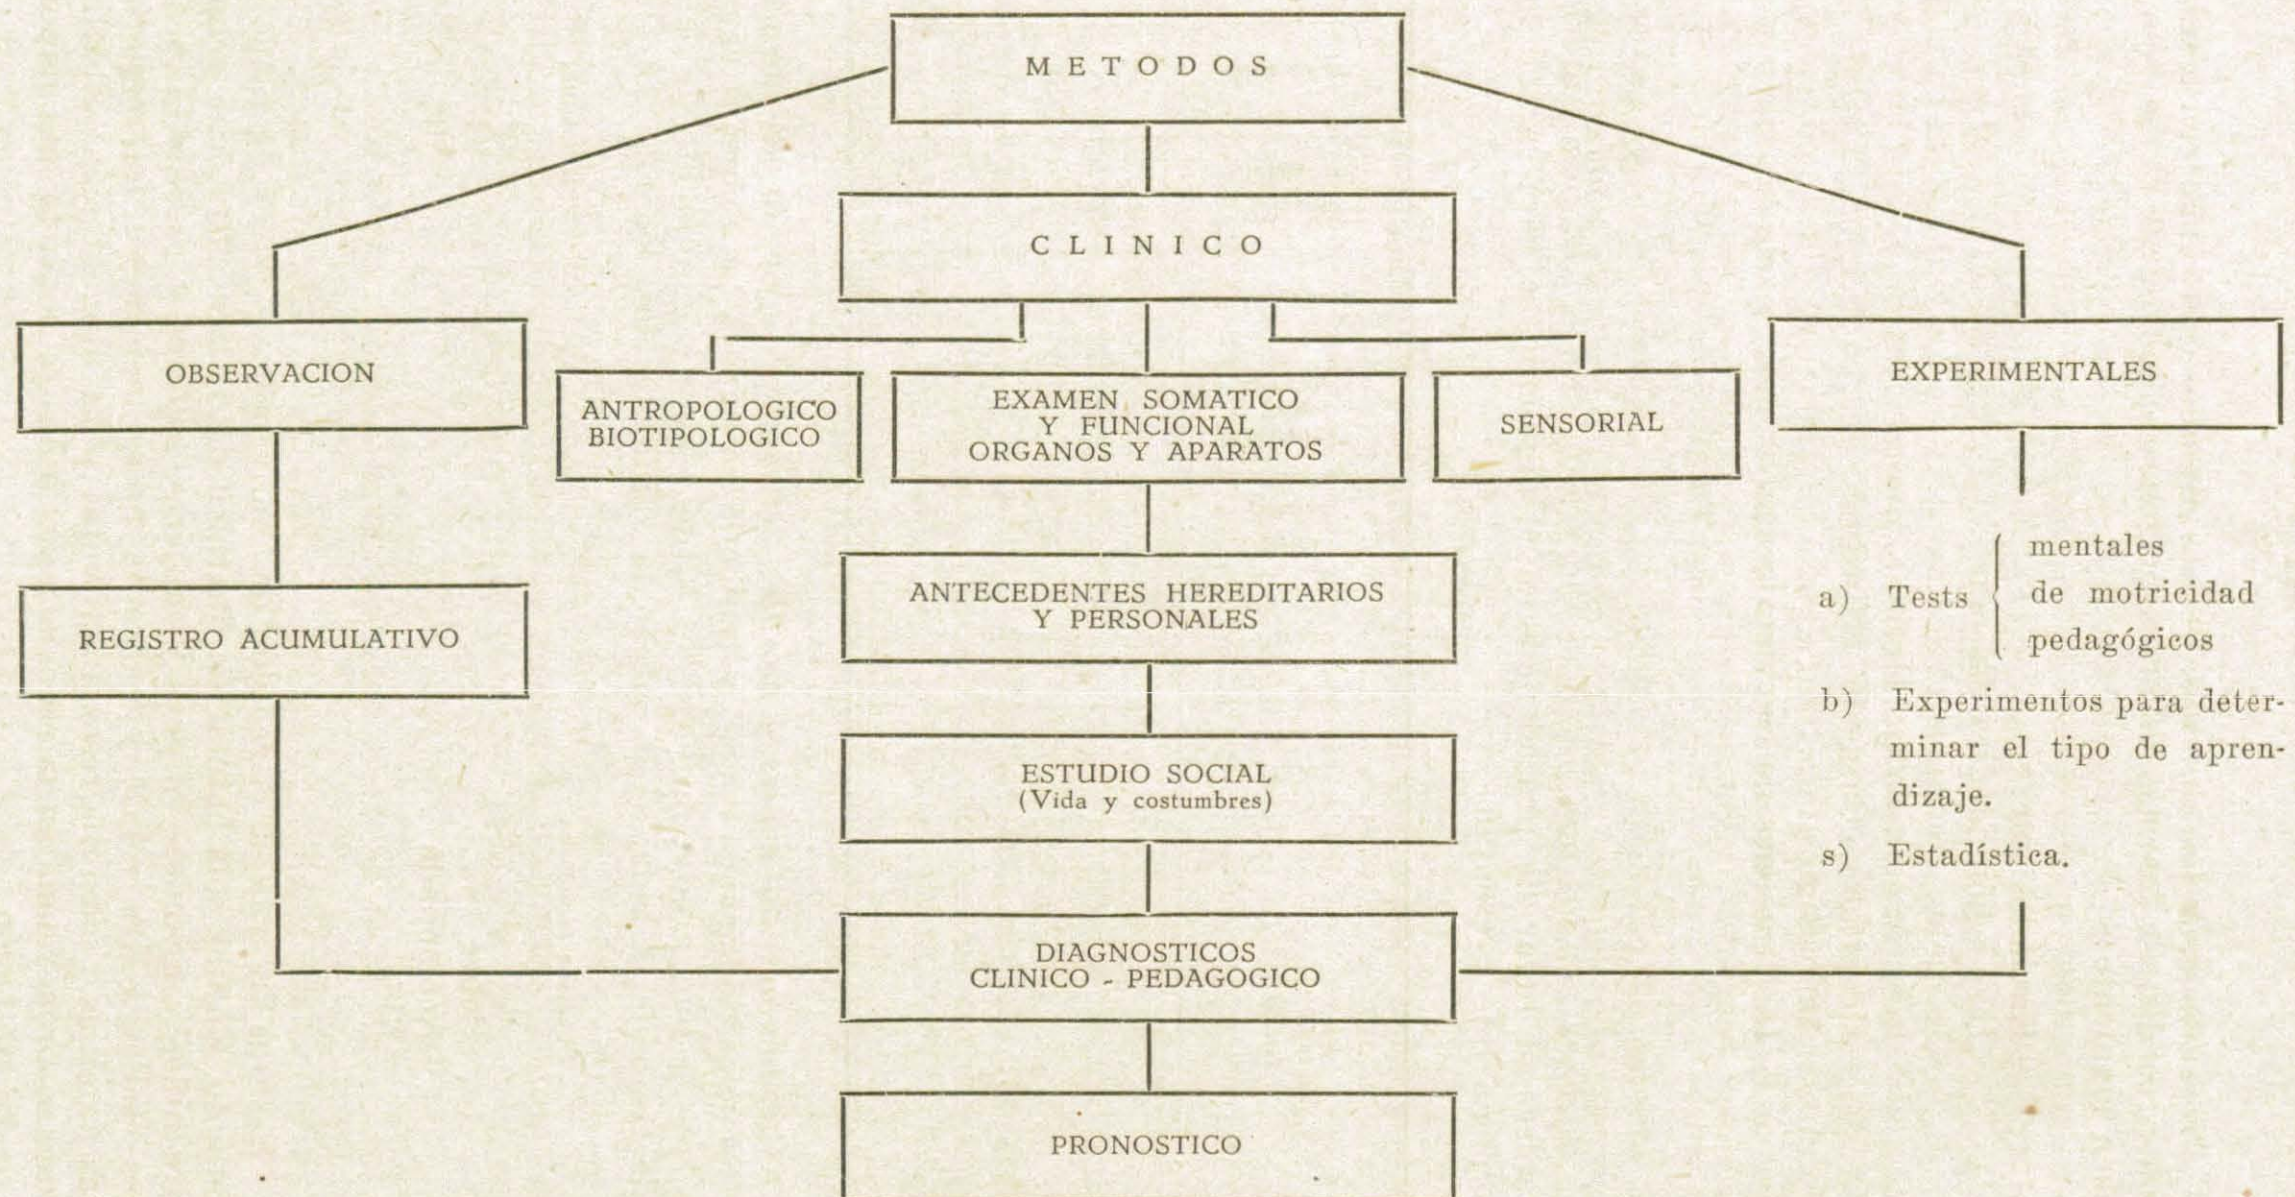 METODOS
CLINICO
OBSERVACION
ANTROPOLOGICO
BIOTIPOLOGICO
EXAMEN SOMATICO
Y FUNCIONAL
ORGANOS Y APARATOS
SENSORIAL
EXPERIMENTALES
REGISTRO ACUMULATIVO
ANTECEDENTES HEREDITARIOS
Y PERSONALES
a) Tests
mentales
de motricidad
pedagógicos
b) Experimentos para deter-
minar el tipo de apren-
dizaje.
s) Estadística.
ESTUDIO SOCIAL
(Vida y costumbres)
DIAGNOSTICOS
CLINICO - PEDAGOGICO
PRONOSTICO